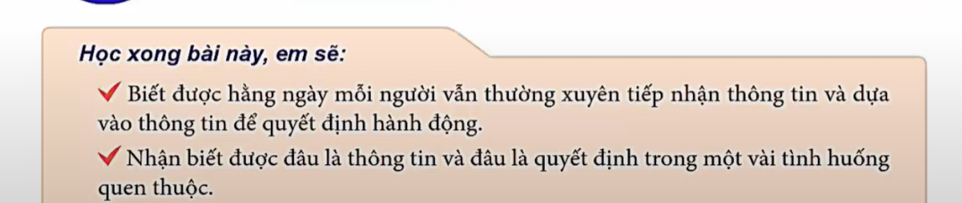 Học xong bài này, em sẽ:
Biết được hằng ngày mỗi người vẫn thường xuyên tiếp nhận thông tin và dựa
vào thông tin để quyết định hành động.
Nhận biết được đâu là thông tin và đâu là quyết định trong một vài tình huống
quen thuộc.